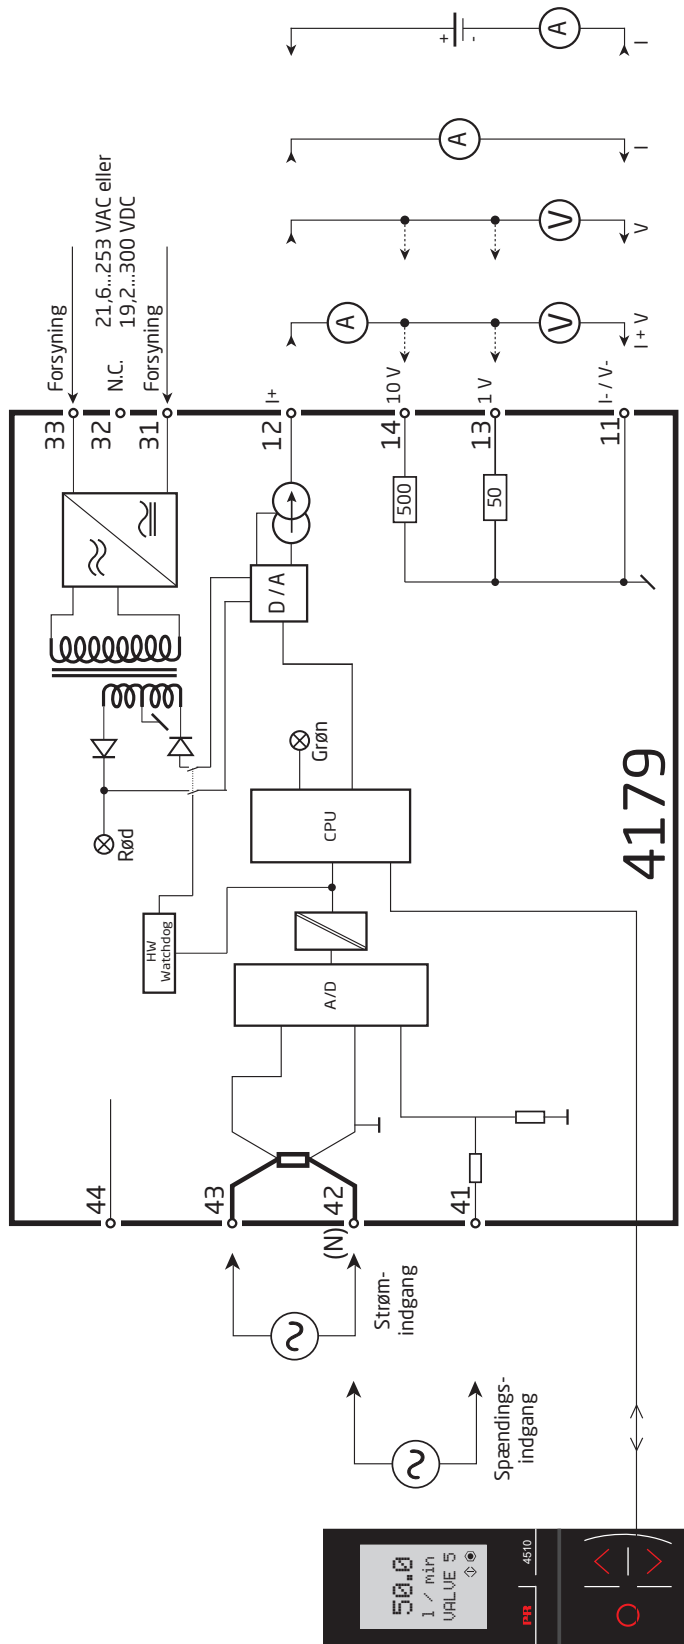 50.0
l / min
VALVE 5
PR
4510
Spændings-
indgang
Strøm-
indgang
44
43
42
(N)
41
HW
Watchdog
A/D
Rød
CPU
Grøn
D/A
500
50
4179
33
32
31
12
14
13
11
Forsyning
N.C.
21,6...253 VAC eller
19,2...300 VDC
Forsyning
I+
10 V
1 V
I- / V-
A
V
I + V
V
V
A
I
+
-
A
I